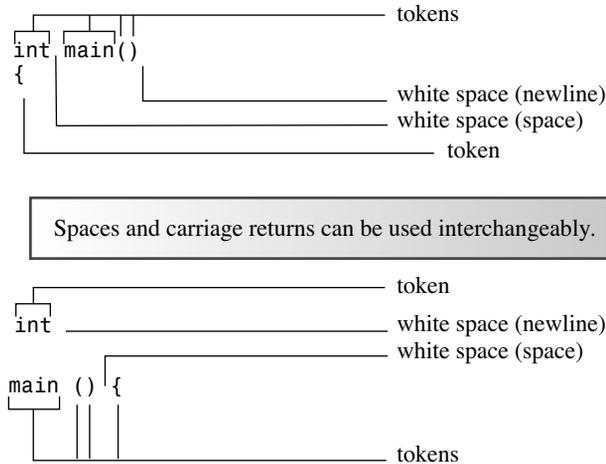 tokens
int main()
{
white space (newline)
white space (space)
token
Spaces and carriage returns can be used interchangeably.
token
int
white space (newline)
white space (space)
main () {
tokens